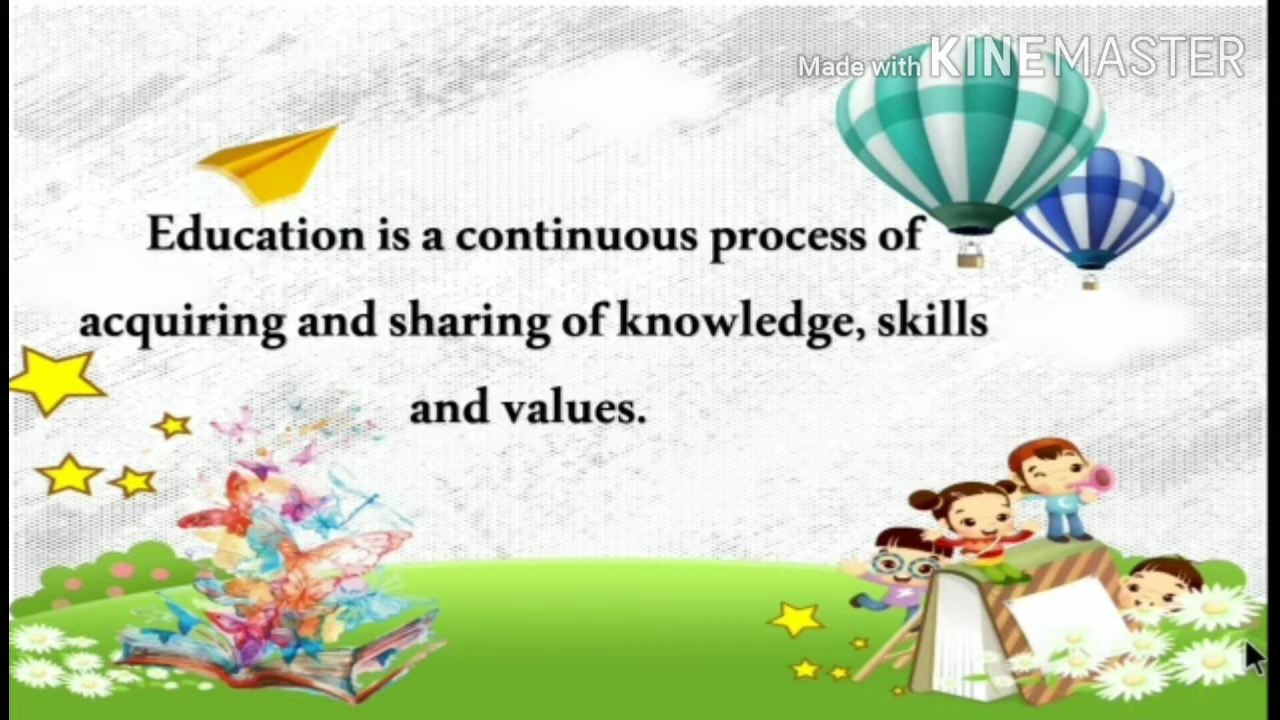 Made with KINEMASTER
Education is a continuous process of
acquiring and sharing of knowledge, skills
and values.